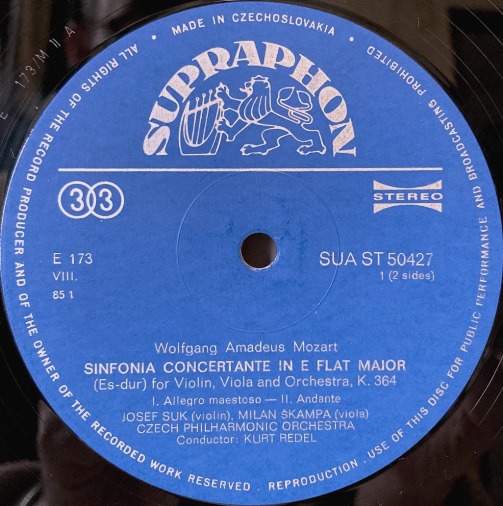 E 173/M II A
• MADE IN CZECHOSLOVAKIA •
ALL RIGHTS OF THE RECORD PRODUCER AND OF THE OWNER OF THE RECORDED WORK RESERVED . REPRODUCTION . USE OF THIS DISC FOR PUBLIC PERFORMANCE AND BROADCASTING PROHIBITED
SUPRAPHON
33
STEREO
E 173
VIII.
85 1
SUA ST 50427
1 (2 sides)
Wolfgang Amadeus Mozart
SINFONIA CONCERTANTE IN E FLAT MAJOR
(Es-dur) for Violin, Viola and Orchestra, K. 364
I. Allegro maestoso — II. Andante
JOSEF SUK (violin), MILAN ŠKAMPA (viola)
CZECH PHILHARMONIC ORCHESTRA
Conductor: KURT REDEL